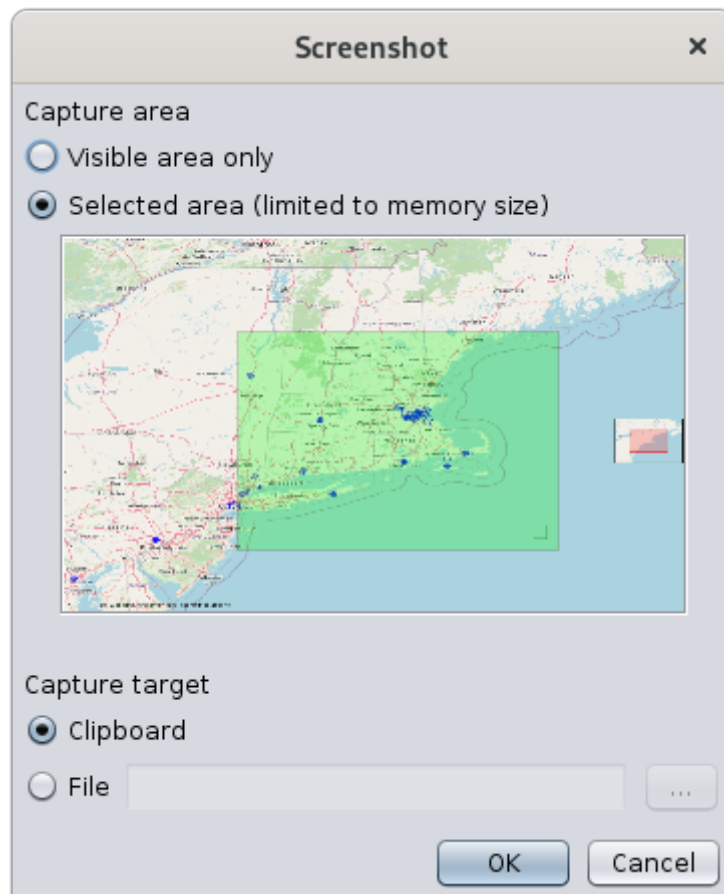 Screenshot
Capture area
Visible area only
Selected area (limited to memory size)
Capture target
Clipboard
File
...
OK
Cancel